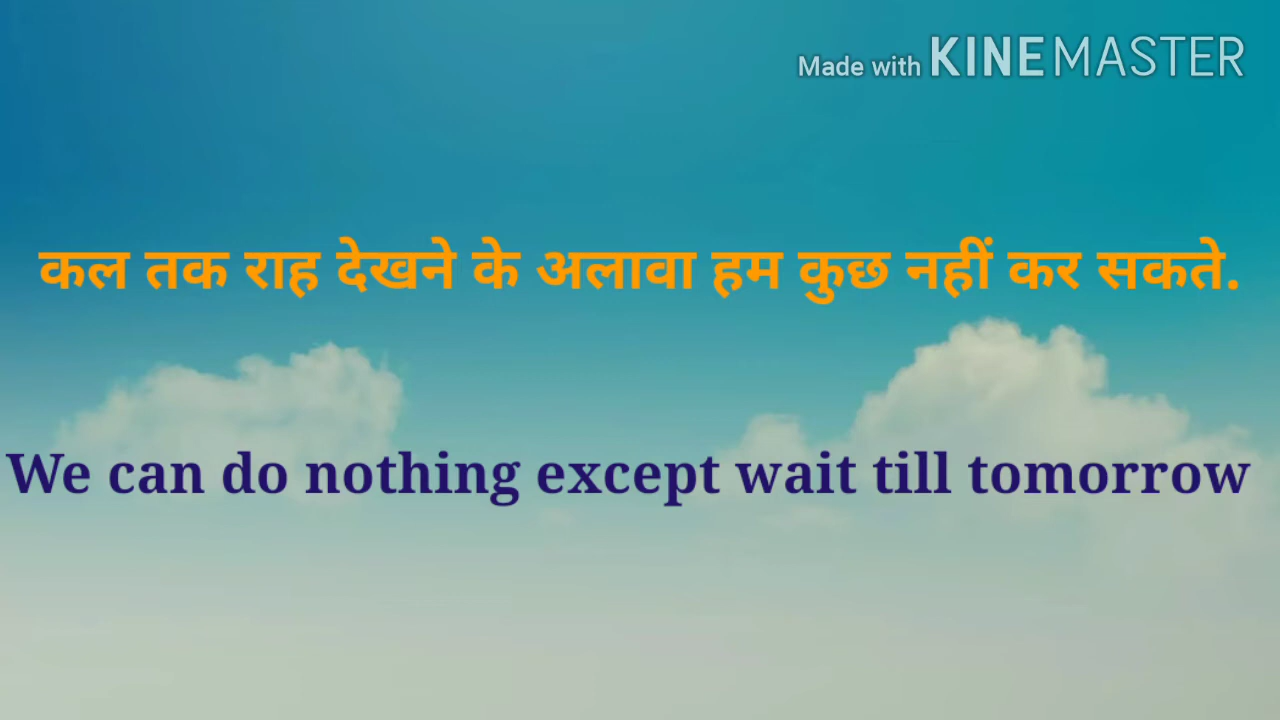 Made with KINEMASTER
कल तक राह देखने के अलावा हम कुछ नहीं कर सकते.
We can do nothing except wait till tomorrow